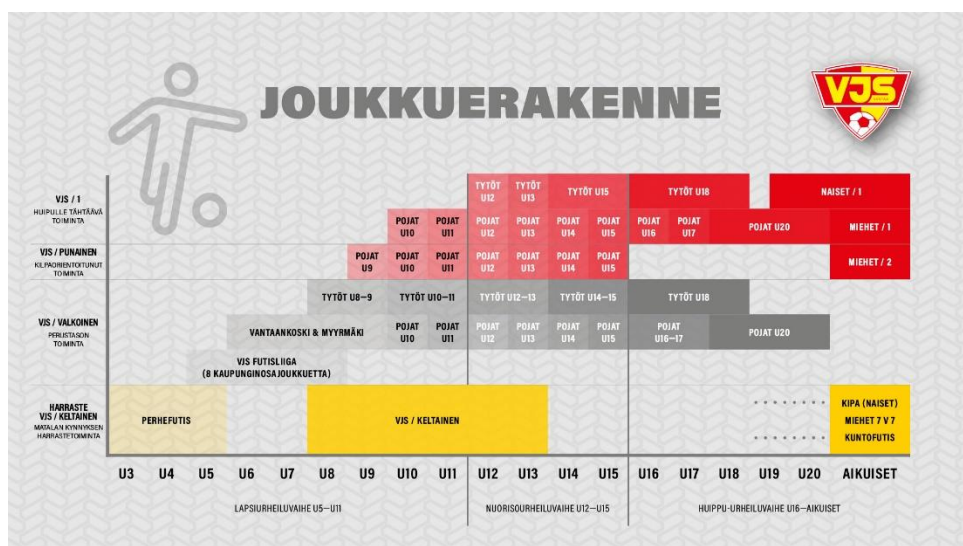 JOUKKUERAKENNE
VJS
VJS / 1
HUIPULLE TÄHTÄÄVÄ
TOIMINTA
TYTÖT
U12
TYTÖT
U13
TYTÖT U15
TYTÖT U18
NAISET / 1
POJAT
U10
POJAT
U11
POJAT
U12
POJAT
U13
POJAT
U14
POJAT
U15
POJAT
U16
POJAT
U17
POJAT U20
MIEHET / 1
VJS / PUNAINEN
KILPAORIENTOITUNUT
TOIMINTA
POJAT
U9
POJAT
U10
POJAT
U11
POJAT
U12
POJAT
U13
POJAT
U14
POJAT
U15
MIEHET / 2
VJS / VALKOINEN
PERUSTASON
TOIMINTA
TYTÖT U8–9
TYTÖT U10–11
TYTÖT U12–13
TYTÖT U14–15
TYTÖT U18
VANTAANKOSKI & MYYRMÄKI
POJAT
U10
POJAT
U11
POJAT
U12
POJAT
U13
POJAT
U14
POJAT
U15
POJAT
U16–17
POJAT U20
VJS FUTISLIIGA
(8 KAUPUNGINOSAJOUKKUETTA)
HARRASTE
VJS / KELTAINEN
MATALAN KYNNYKSEN
HARRASTETOIMINTA
PERHEFUTIS
VJS / KELTAINEN
KIPA (NAISET)
MIEHET 7 V 7
KUNTOFUTIS
U3 U4 U5 U6 U7 U8 U9 U10 U11 U12 U13 U14 U15 U16 U17 U18 U19 U20 AIKUISET
LAPSIURHEILUVAIHE U5–U11
NUORISOURHEILUVAIHE U12–U15
HUIPPU-URHEILUVAIHE U16–AIKUISET